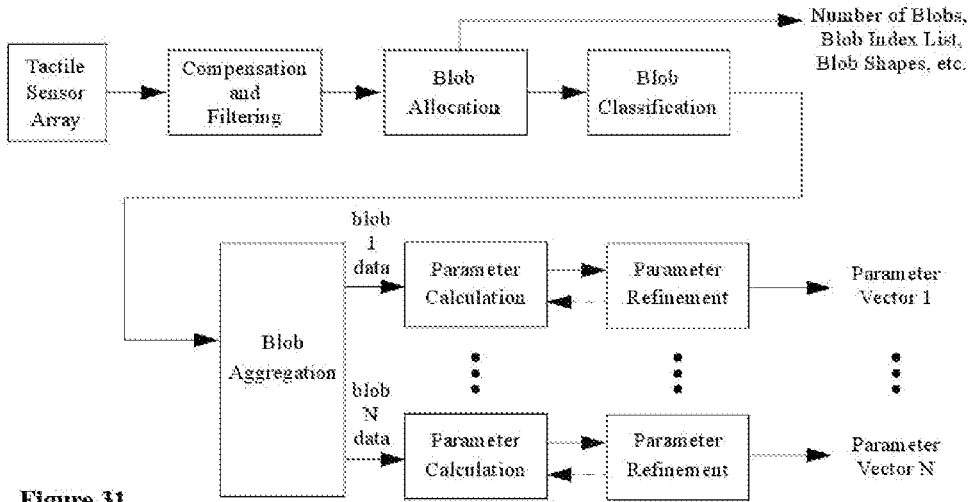 Number of Blobs,
Blob Index List,
Blob Shapes, etc.
Tactile
Sensor
Array
Compensation
and
Filtering
Blob
Allocation
Blob
Classification
blob
1
data
Parameter
Calculation
Parameter
Refinement
Parameter
Vector 1
Blob
Aggregation
blob
N
data
Parameter
Calculation
Parameter
Refinement
Parameter
Vector N
Figure 31